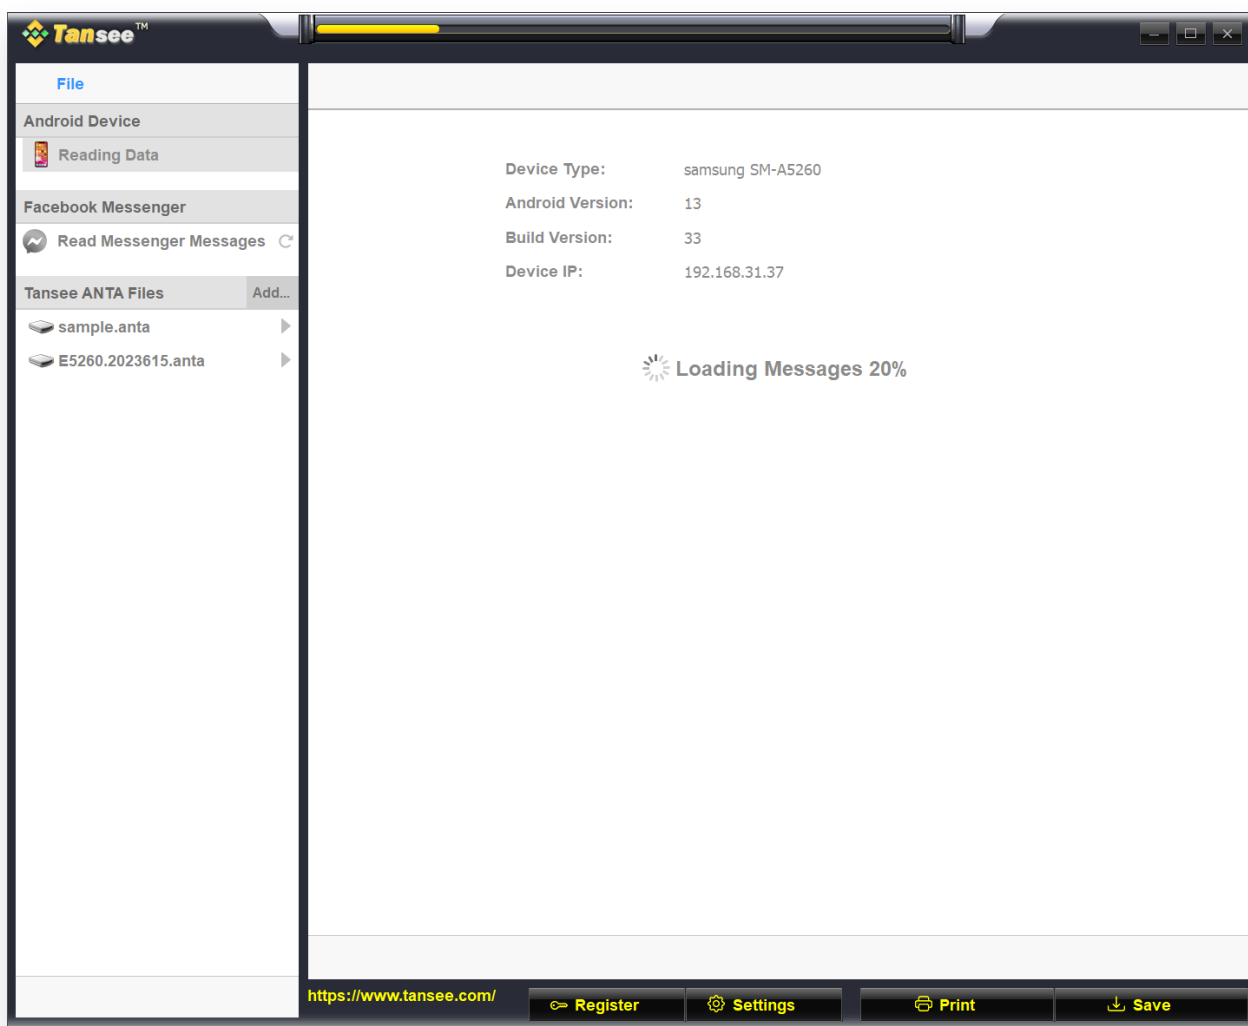 Tansee™
File
Android Device
Reading Data
Facebook Messenger
Read Messenger Messages
Tansee ANTA Files Add...
sample.anta
E5260.2023615.anta
Device Type: samsung SM-A5260
Android Version: 13
Build Version: 33
Device IP: 192.168.31.37
Loading Messages 20%
https://www.tansee.com/ Register Settings Print Save